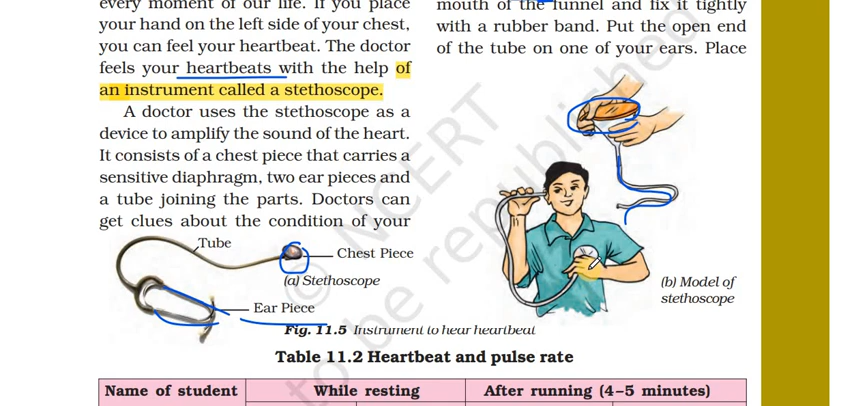 every moment of our life. If you place
your hand on the left side of your chest,
you can feel your heartbeat. The doctor
feels your heartbeats with the help of
an instrument called a stethoscope.
A doctor uses the stethoscope as a
device to amplify the sound of the heart.
It consists of a chest piece that carries a
sensitive diaphragm, two ear pieces and
a tube joining the parts. Doctors can
get clues about the condition of your
mouth of the funnel and fix it tightly
with a rubber band. Put the open end
of the tube on one of your ears. Place
Tube
Chest Piece
(a) Stethoscope
Ear Piece
(b) Model of
stethoscope
Fig. 11.5 Instrument to hear heartbeat
Table 11.2 Heartbeat and pulse rate
Name of student While resting After running (4–5 minutes)
© NCERT
to be republished